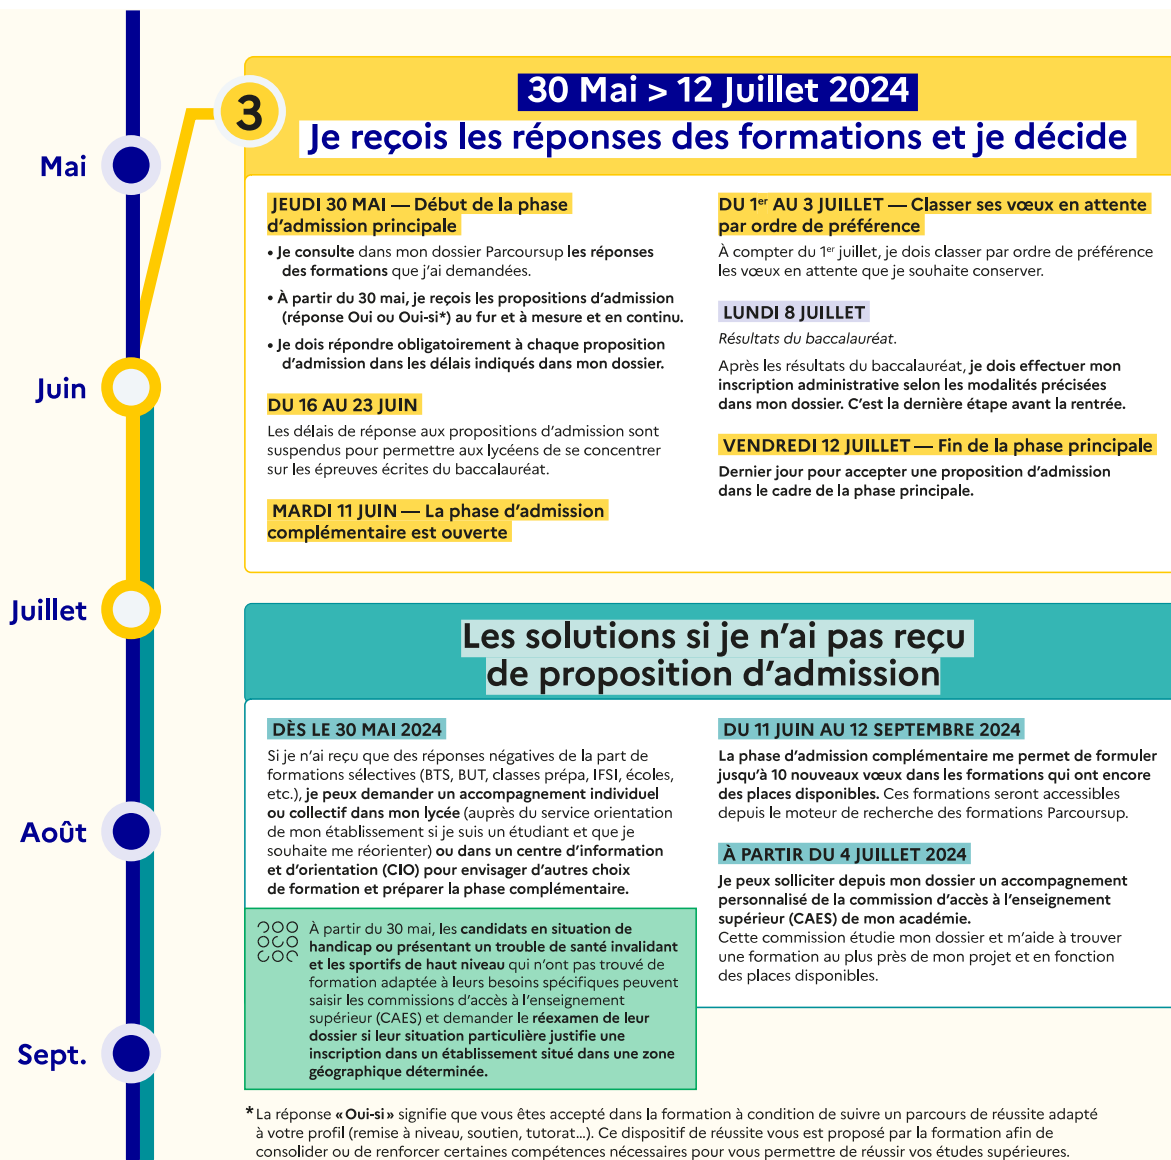 Mai
Juin
Juillet
Août
Sept.
3
30 Mai > 12 Juillet 2024
Je reçois les réponses des formations et je décide
JEUDI 30 MAI — Début de la phase
d’admission principale
• Je consulte dans mon dossier Parcoursup les réponses
des formations que j’ai demandées.
• À partir du 30 mai, je reçois les propositions d’admission
(réponse Oui ou Oui-si*) au fur et à mesure et en continu.
• Je dois répondre obligatoirement à chaque proposition
d’admission dans les délais indiqués dans mon dossier.
DU 16 AU 23 JUIN
Les délais de réponse aux propositions d’admission sont
suspendus pour permettre aux lycéens de se concentrer
sur les épreuves écrites du baccalauréat.
MARDI 11 JUIN — La phase d’admission
complémentaire est ouverte
DU 1er AU 3 JUILLET — Classer ses vœux en attente
par ordre de préférence
À compter du 1er juillet, je dois classer par ordre de préférence
les vœux en attente que je souhaite conserver.
LUNDI 8 JUILLET
Résultats du baccalauréat.
Après les résultats du baccalauréat, je dois effectuer mon
inscription administrative selon les modalités précisées
dans mon dossier. C’est la dernière étape avant la rentrée.
VENDREDI 12 JUILLET — Fin de la phase principale
Dernier jour pour accepter une proposition d’admission
dans le cadre de la phase principale.
Les solutions si je n’ai pas reçu
de proposition d’admission
DÈS LE 30 MAI 2024
Si je n’ai reçu que des réponses négatives de la part de
formations sélectives (BTS, BUT, classes prépa, IFSI, écoles,
etc.), je peux demander un accompagnement individuel
ou collectif dans mon lycée (auprès du service orientation
de mon établissement si je suis un étudiant et que je
souhaite me réorienter) ou dans un centre d’information
et d’orientation (CIO) pour envisager d’autres choix
de formation et préparer la phase complémentaire.
À partir du 30 mai, les candidats en situation de
handicap ou présentant un trouble de santé invalidant
et les sportifs de haut niveau qui n’ont pas trouvé de
formation adaptée à leurs besoins spécifiques peuvent
saisir les commissions d’accès à l’enseignement
supérieur (CAES) et demander le réexamen de leur
dossier si leur situation particulière justifie une
inscription dans un établissement situé dans une zone
géographique déterminée.
DU 11 JUIN AU 12 SEPTEMBRE 2024
La phase d’admission complémentaire me permet de formuler
jusqu’à 10 nouveaux vœux dans les formations qui ont encore
des places disponibles. Ces formations seront accessibles
depuis le moteur de recherche des formations Parcoursup.
À PARTIR DU 4 JUILLET 2024
Je peux solliciter depuis mon dossier un accompagnement
personnalisé de la commission d’accès à l’enseignement
supérieur (CAES) de mon académie.
Cette commission étudie mon dossier et m’aide à trouver
une formation au plus près de mon projet et en fonction
des places disponibles.
* La réponse «Oui-si» signifie que vous êtes accepté dans la formation à condition de suivre un parcours de réussite adapté
à votre profil (remise à niveau, soutien, tutorat…). Ce dispositif de réussite vous est proposé par la formation afin de
consolider ou de renforcer certaines compétences nécessaires pour vous permettre de réussir vos études supérieures.